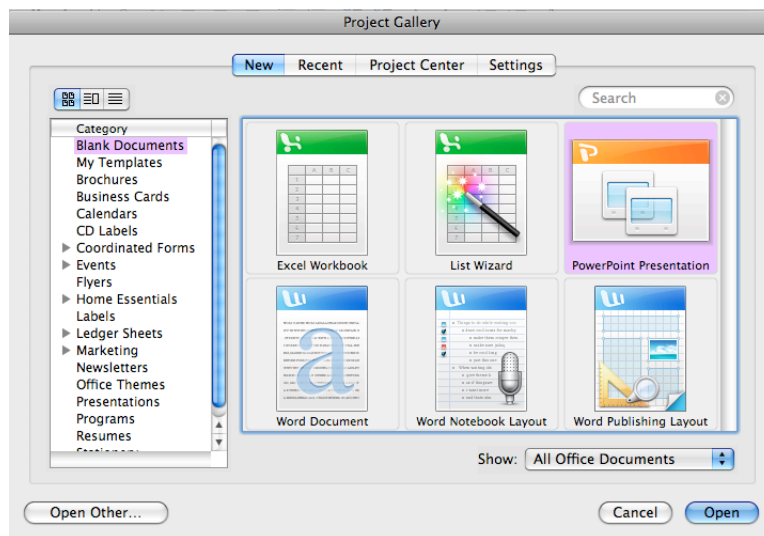 Project Gallery
New Recent Project Center Settings
Search
Category
Blank Documents
My Templates
Brochures
Business Cards
Calendars
CD Labels
Coordinated Forms
Events
Flyers
Home Essentials
Labels
Ledger Sheets
Marketing
Newsletters
Office Themes
Presentations
Programs
Resumes
Stationery
Excel Workbook
List Wizard
PowerPoint Presentation
Word Document
Word Notebook Layout
Word Publishing Layout
Show: All Office Documents
Open Other...
Cancel
Open